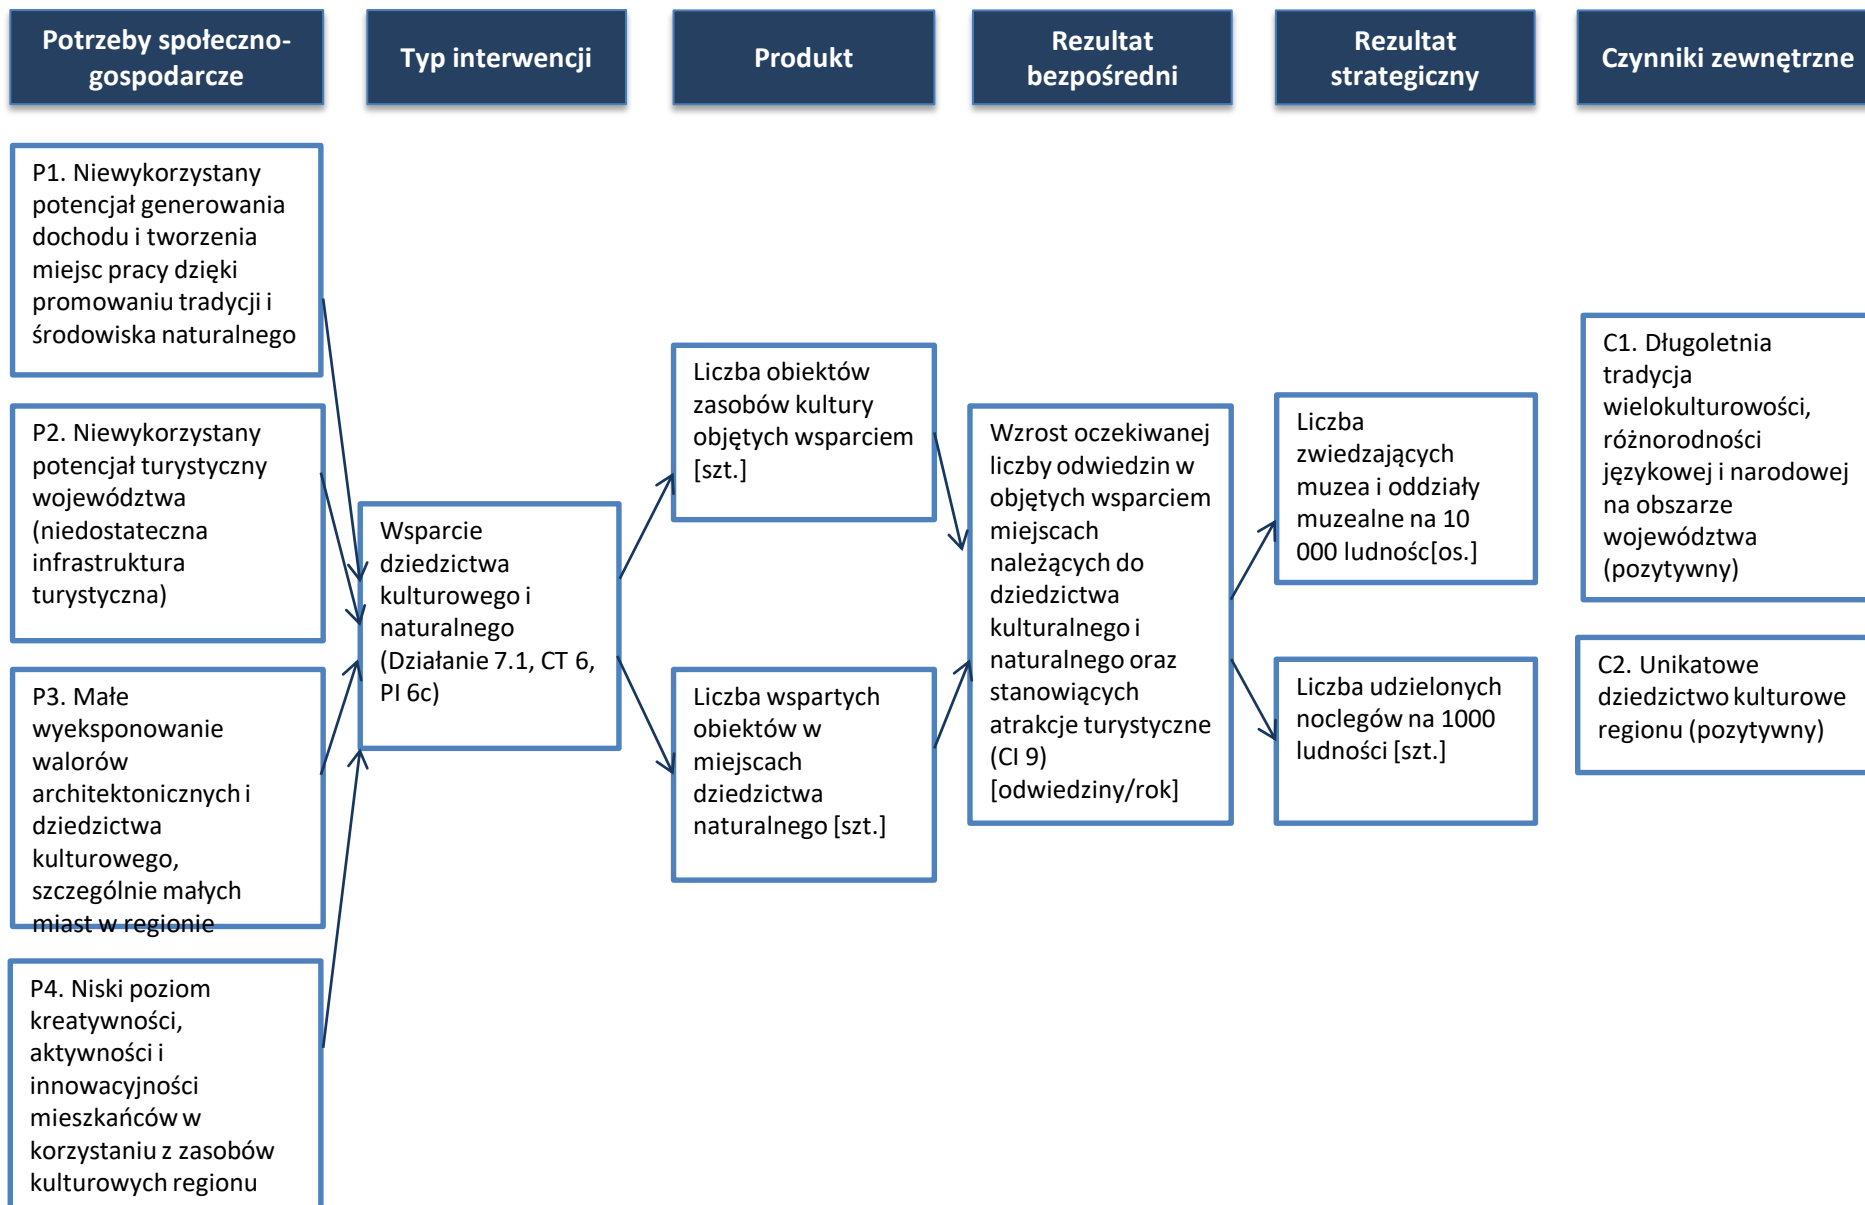 Potrzeby społeczno-
gospodarcze
Typ interwencji
Produkt
Rezultat
bezpośredni
Rezultat
strategiczny
Czynniki zewnętrzne
P1. Niewykorzystany
potencjał generowania
dochodu i tworzenia
miejsc pracy dzięki
promowaniu tradycji i
środowiska naturalnego
P2. Niewykorzystany
potencjał turystyczny
województwa
(niedostateczna
infrastruktura
turystyczna)
P3. Małe
wyeksponowanie
walorów
architektonicznych i
dziedzictwa
kulturowego,
szczególnie małych
miast w regionie
P4. Niski poziom
kreatywności,
aktywności i
innowacyjności
mieszkańców w
korzystaniu z zasobów
kulturowych regionu
Wsparcie
dziedzictwa
kulturowego i
naturalnego
(Działanie 7.1, CT 6,
PI 6c)
Liczba obiektów
zasobów kultury
objętych wsparciem
[szt.]
Liczba wspartych
obiektów w
miejscach
dziedzictwa
naturalnego [szt.]
Wzrost oczekiwanej
liczby odwiedzin w
objętych wsparciem
miejscach
należących do
dziedzictwa
kulturalnego i
naturalnego oraz
stanowiących
atrakcje turystyczne
(CI 9)
[odwiedziny/rok]
Liczba
zwiedzających
muzea i oddziały
muzealne na 10
000 ludnośc[os.]
Liczba udzielonych
noclegów na 1000
ludności [szt.]
C1. Długoletnia
tradycja
wielokulturowości,
różnorodności
językowej i narodowej
na obszarze
województwa
(pozytywny)
C2. Unikatowe
dziedzictwo kulturowe
regionu (pozytywny)